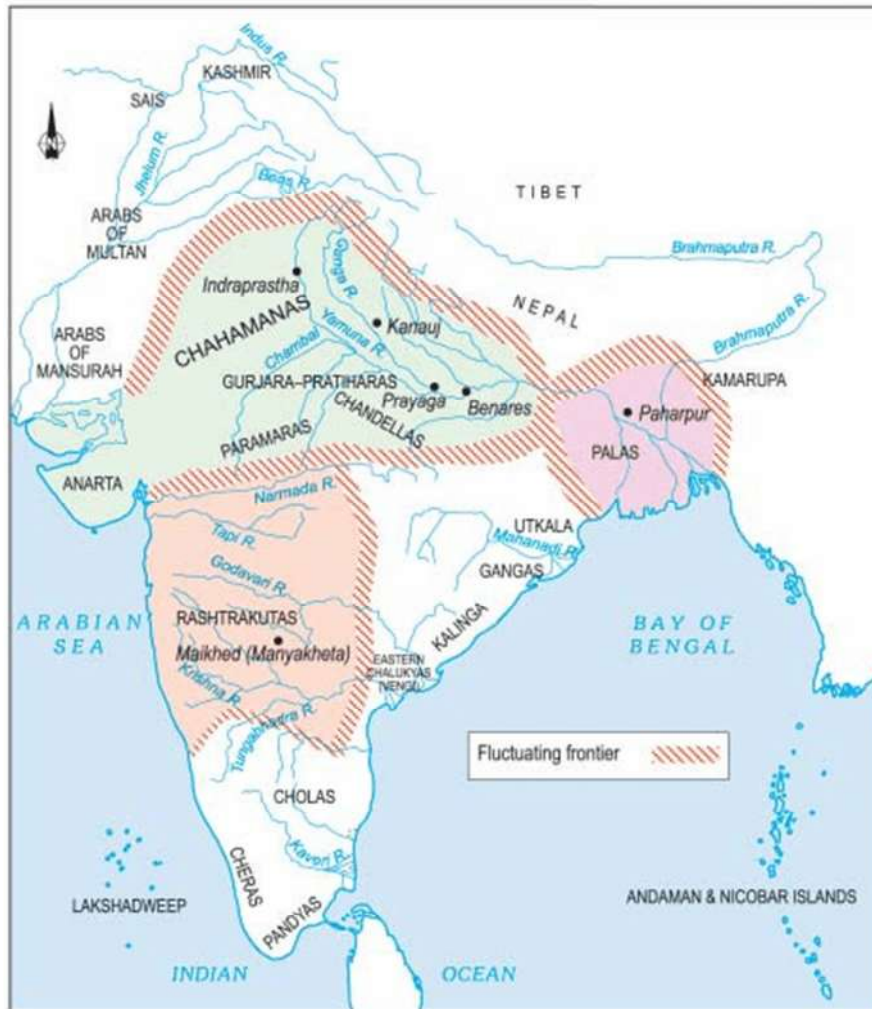 Indus R.
KASHMIR
SAIS
N
Jhelum R.
Beas R.
TIBET
ARABS
OF
MULTAN
Brahmaputra R.
Indraprastha
Ganga R.
NEPAL
CHAHAMANAS
Kanauj
Brahmaputra R.
ARABS
OF
MANSURAH
Chambal
Yamuna R.
KAMARUPA
GURJARA-PRATIHARAS
Prayaga
Benares
Paharpur
CHANDELLAS
PARAMARAS
PALAS
ANARTA
Narmada R.
UTKALA
Tapi R.
Mahanadi R.
GANGAS
Godavari R.
ARABIAN
SEA
RASHTRAKUTAS
KALINGA
BAY OF
BENGAL
Maikhed (Manyakheta)
EASTERN
CHALUKYAS
(VENGI)
Krishna R.
Tungabhadra R.
Fluctuating frontier
CHOLAS
Kaveri R.
CHERAS
LAKSHADWEEP
PANDYAS
ANDAMAN & NICOBAR ISLANDS
INDIAN
OCEAN